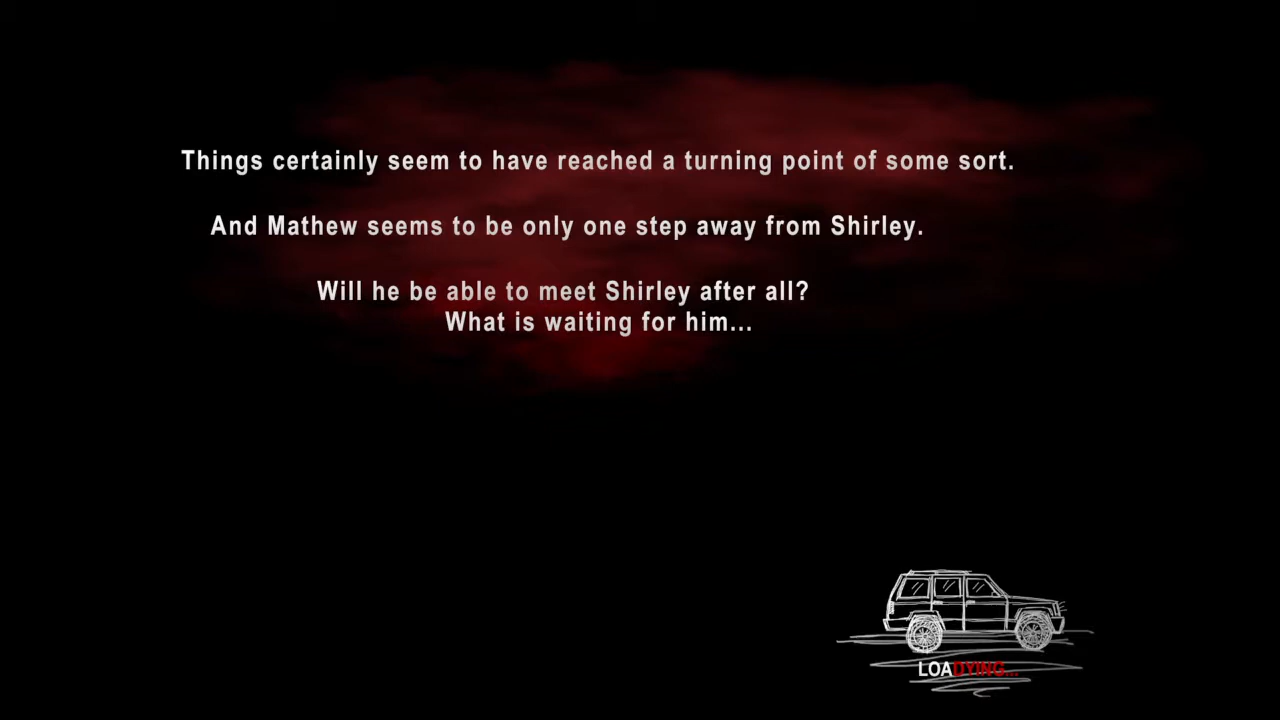 Things certainly seem to have reached a turning point of some sort.
And Mathew seems to be only one step away from Shirley.
Will he be able to meet Shirley after all?
What is waiting for him...
LOADYING...